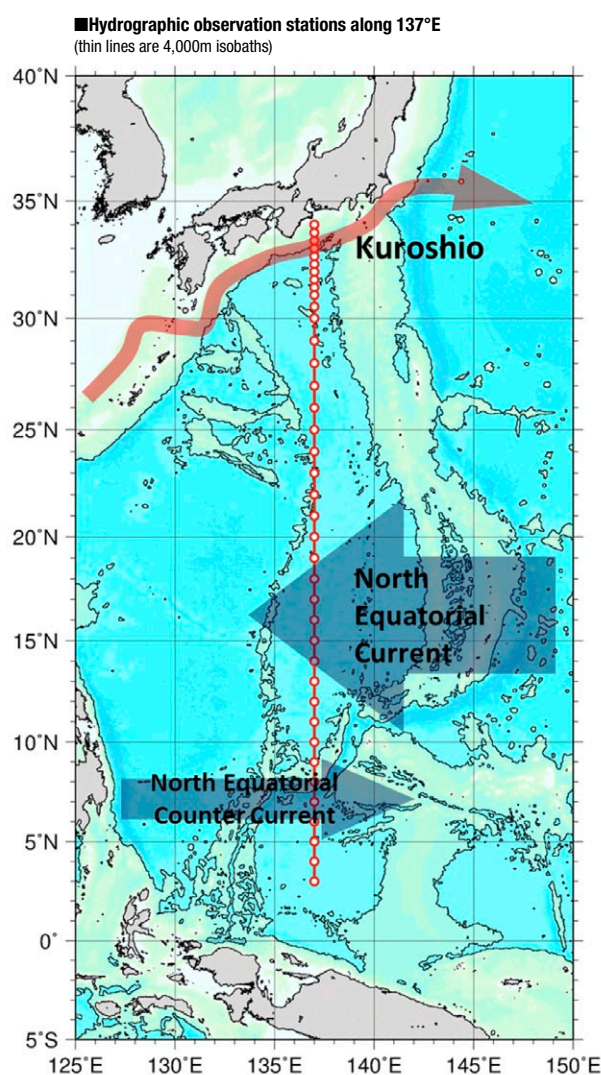 ■Hydrographic observation stations along 137°E
(thin lines are 4,000m isobaths)
40˚N
35˚N
Kuroshio
30˚N
25˚N
20˚N
North
Equatorial
Current
15˚N
10˚N
North Equatorial
Counter Current
5˚N
0˚
5˚S
125˚E 130˚E 135˚E 140˚E 145˚E 150˚E